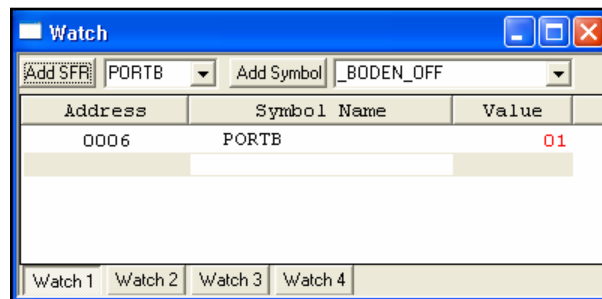 Watch
Add SFR PORTB Add Symbol _BODEN_OFF
Address Symbol Name Value
0006 PORTB 01
Watch 1 Watch 2 Watch 3 Watch 4